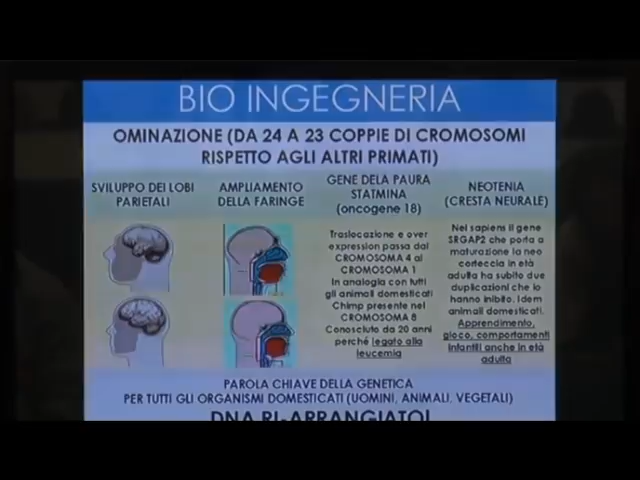 BIO INGEGNERIA
OMINAZIONE (DA 24 A 23 COPPIE DI CROMOSOMI
RISPETTO AGLI ALTRI PRIMATI)
SVILUPPO DEI LOBI
PARIETALI
AMPLIAMENTO
DELLA FARINGE
GENE DELA PAURA
STATMINA
(oncogene 18)
Traslocazione e over
expression passa dal
CROMOSOMA 4 al
CROMOSOMA 1
In analogia con tutti
gli animali domesticati
Chimp presente nel
CROMOSOMA 8
Conosciuto da 20 anni
perché legato alla
leucemia
NEOTENIA
(CRESTA NEURALE)
Nel sapiens il gene
SRGAP2 che porta a
maturazione la neo
corteccia in età
adulta ha subito due
duplicazioni che lo
hanno inibito. Idem
animali domesticati.
Apprendimento,
gioco, comportamenti
infantili anche in età
adulta
PAROLA CHIAVE DELLA GENETICA
PER TUTTI GLI ORGANISMI DOMESTICATI (UOMINI, ANIMALI, VEGETALI)
DNA RI-ARRANGIATO!